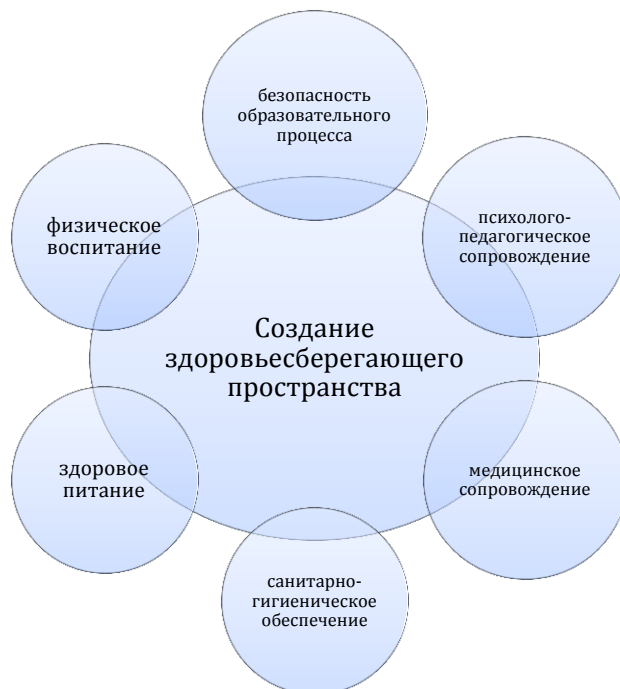 безопасность
образовательного
процесса
физическое
воспитание
психолого-
педагогическое
сопровождение
Создание
здоровьесберегающего
пространства
здоровое
питание
медицинское
сопровождение
санитарно-
гигиеническое
обеспечение